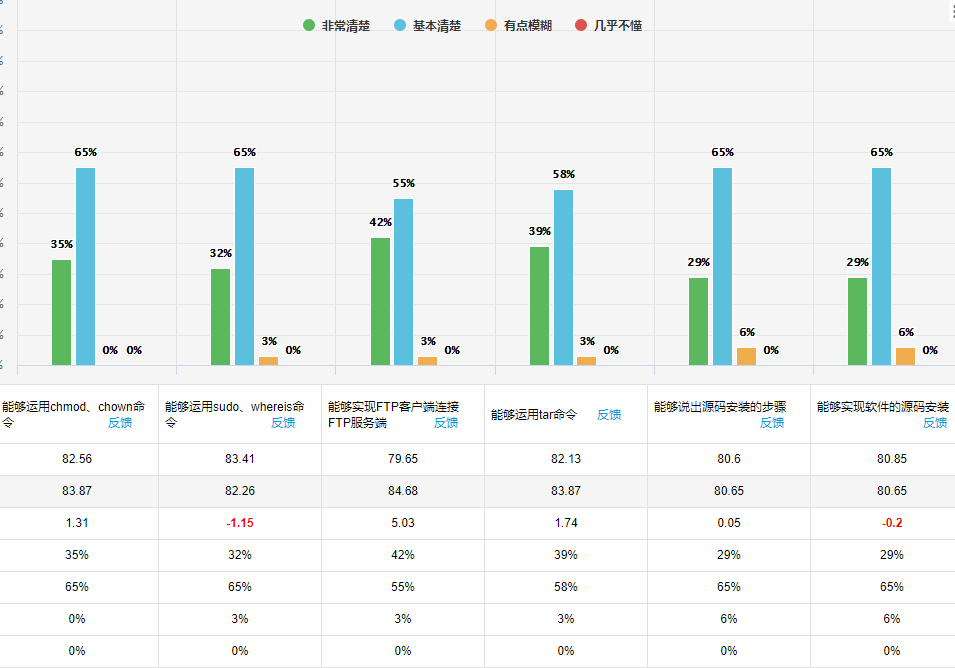 非常清楚 基本清楚 有点模糊 几乎不懂
65% 65% 65% 65%
58%
55%
42%
39%
35%
32%
29% 29%
6% 6%
3% 3% 3%
0% 0% 0% 0% 0% 0% 0%
能够运用chmod、chown命令 反馈
能够运用sudo、whereis命令 反馈
能够实现FTP客户端连接
FTP服务端 反馈
能够运用tar命令 反馈
能够说出源码安装的步骤
反馈
能够实现软件的源码安装
反馈
82.56 83.41 79.65 82.13 80.6 80.85
83.87 82.26 84.68 83.87 80.65 80.65
1.31 -1.15 5.03 1.74 0.05 -0.2
35% 32% 42% 39% 29% 29%
65% 65% 55% 58% 65% 65%
0% 3% 3% 3% 6% 6%
0% 0% 0% 0% 0% 0%